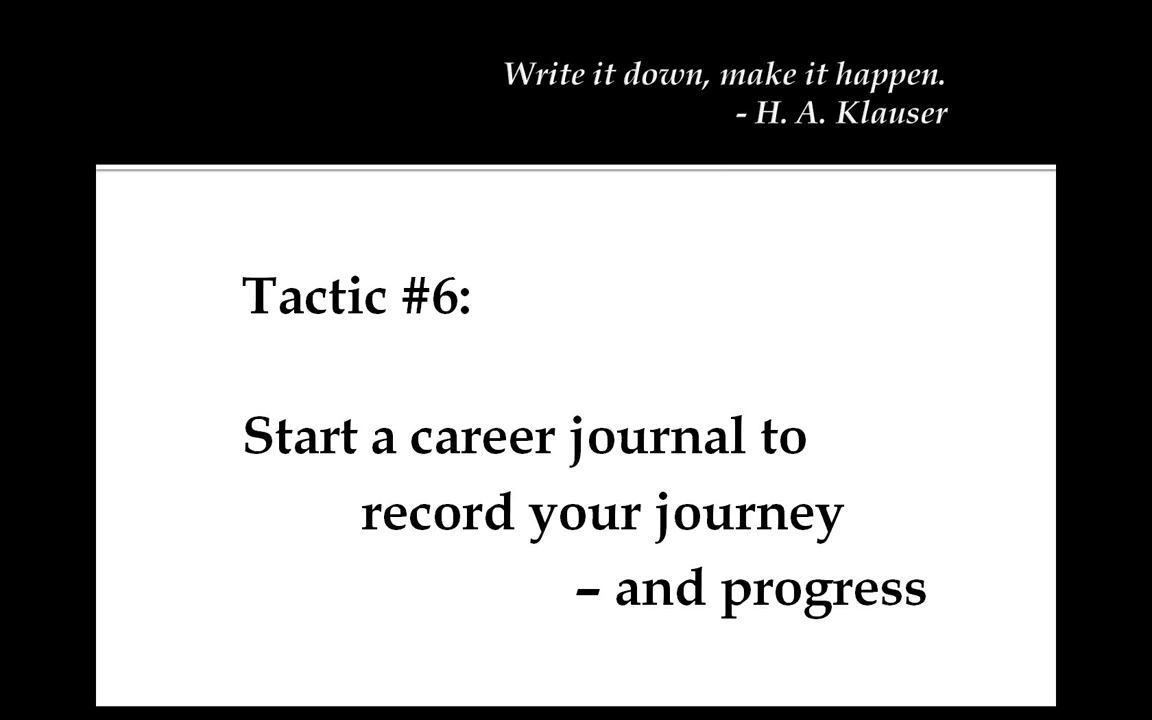 Write it down, make it happen.
- H. A. Klauser
Tactic #6:
Start a career journal to
record your journey
– and progress